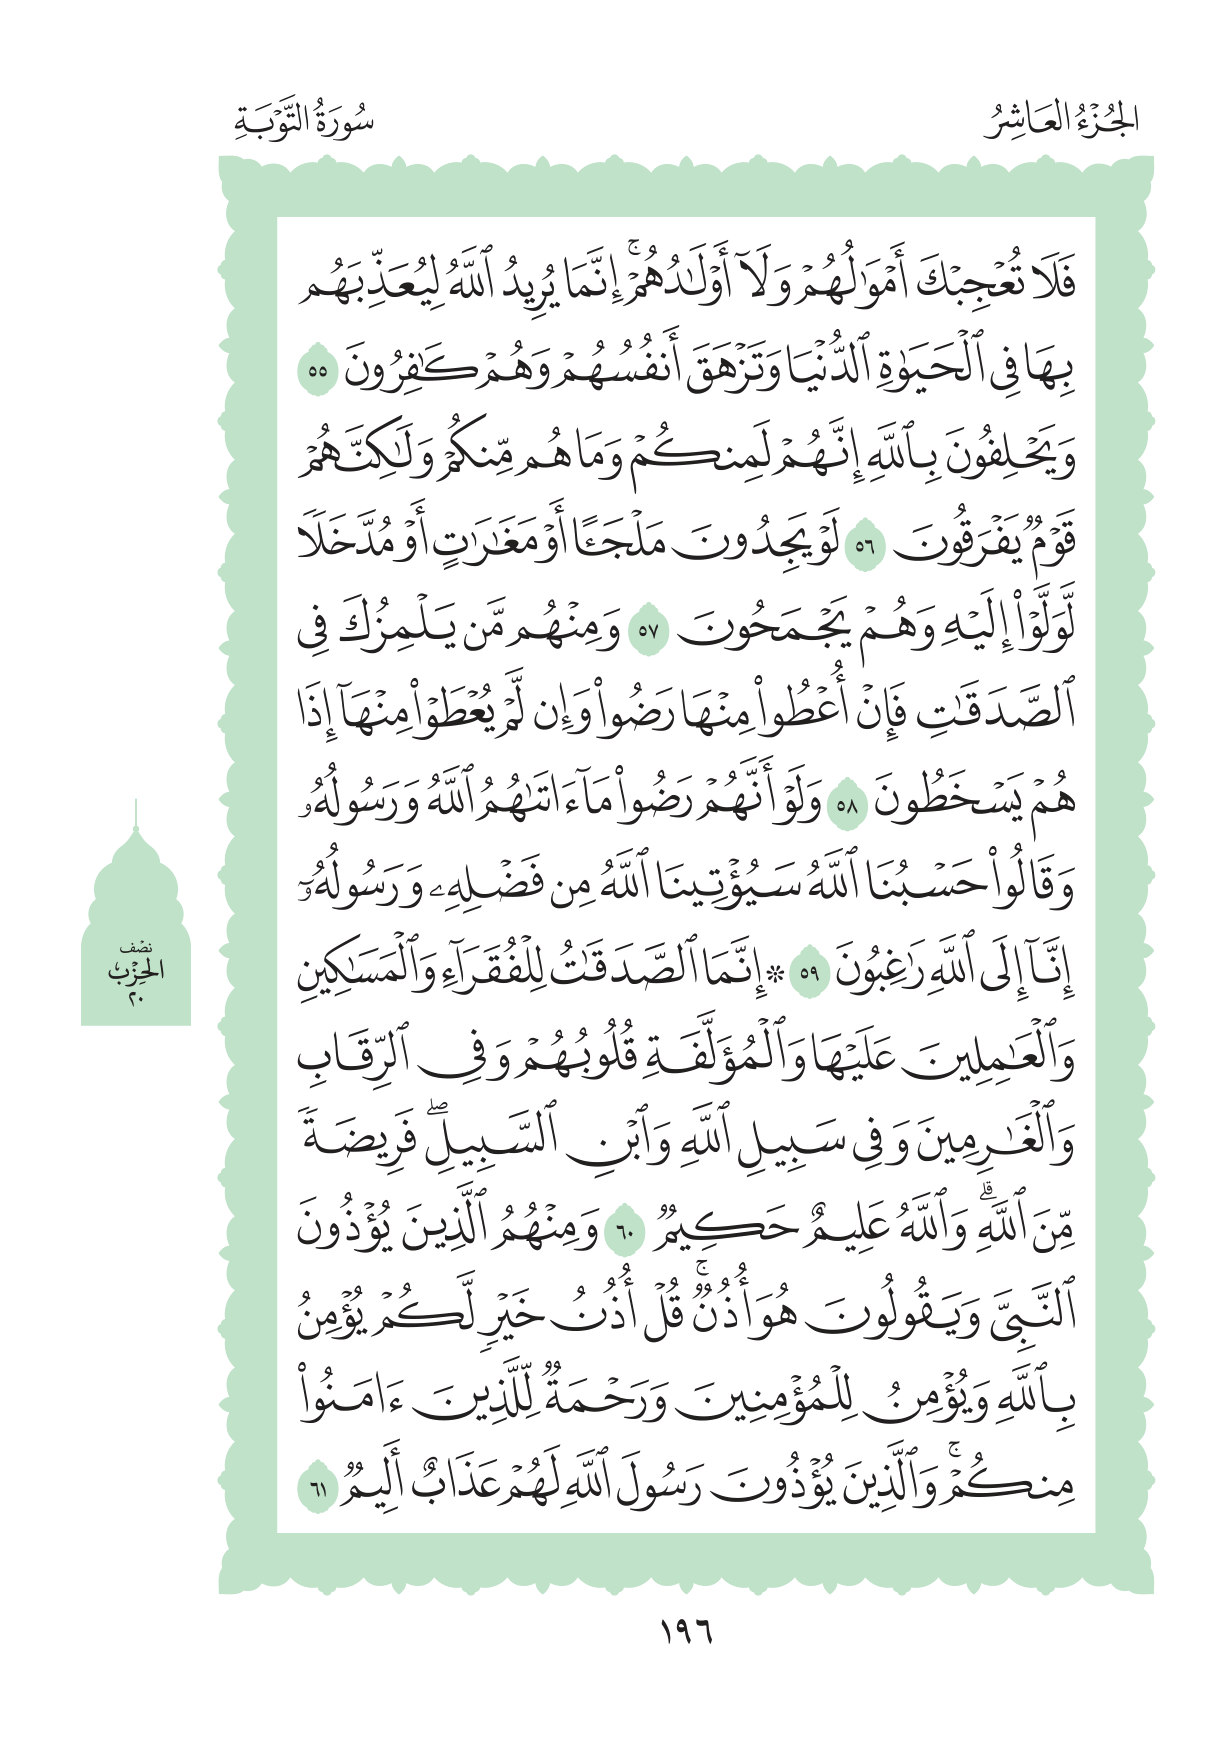 الجُزْءُ العَاشِرُ
سُورَةُ التَّوْبَةِ
فَلَا تُعْجِبْكَ أَمْوَٰلُهُمْ وَلَآ أَوْلَـٰدُهُمْ ۚ إِنَّمَا يُرِيدُ ٱللَّهُ لِيُعَذِّبَهُم
بِهَا فِى ٱلْحَيَوٰةِ ٱلدُّنْيَا وَتَزْهَقَ أَنفُسُهُمْ وَهُمْ كَـٰفِرُونَ ٥٥
وَيَحْلِفُونَ بِٱللَّهِ إِنَّهُمْ لَمِنكُمْ وَمَا هُم مِّنكُمْ وَلَـٰكِنَّهُمْ
قَوْمٌ يَفْرَقُونَ ٥٦ لَوْ يَجِدُونَ مَلْجَـًٔا أَوْ مَغَـٰرَٰتٍ أَوْ مُدَّخَلًا
لَّوَلَّوْا۟ إِلَيْهِ وَهُمْ يَجْمَحُونَ ٥٧ وَمِنْهُم مَّن يَلْمِزُكَ فِى
ٱلصَّدَقَـٰتِ فَإِنْ أُعْطُوا۟ مِنْهَا رَضُوا۟ وَإِن لَّمْ يُعْطَوْا۟ مِنْهَآ إِذَا
هُمْ يَسْخَطُونَ ٥٨ وَلَوْ أَنَّهُمْ رَضُوا۟ مَآ ءَاتَىٰهُمُ ٱللَّهُ وَرَسُولُهُۥ
وَقَالُوا۟ حَسْبُنَا ٱللَّهُ سَيُؤْتِينَا ٱللَّهُ مِن فَضْلِهِۦ وَرَسُولُهُۥٓ
إِنَّآ إِلَى ٱللَّهِ رَٰغِبُونَ ٥٩ ۞ إِنَّمَا ٱلصَّدَقَـٰتُ لِلْفُقَرَآءِ وَٱلْمَسَـٰكِينِ
وَٱلْعَـٰمِلِينَ عَلَيْهَا وَٱلْمُؤَلَّفَةِ قُلُوبُهُمْ وَفِى ٱلرِّقَابِ
وَٱلْغَـٰرِمِينَ وَفِى سَبِيلِ ٱللَّهِ وَٱبْنِ ٱلسَّبِيلِ ۖ فَرِيضَةً
مِّنَ ٱللَّهِ ۗ وَٱللَّهُ عَلِيمٌ حَكِيمٌ ٦٠ وَمِنْهُمُ ٱلَّذِينَ يُؤْذُونَ
ٱلنَّبِىَّ وَيَقُولُونَ هُوَ أُذُنٌ ۚ قُلْ أُذُنُ خَيْرٍ لَّكُمْ يُؤْمِنُ
بِٱللَّهِ وَيُؤْمِنُ لِلْمُؤْمِنِينَ وَرَحْمَةٌ لِّلَّذِينَ ءَامَنُوا۟
مِنكُمْ ۚ وَٱلَّذِينَ يُؤْذُونَ رَسُولَ ٱللَّهِ لَهُمْ عَذَابٌ أَلِيمٌ ٦١
نصف
الحِزْب
٢٠
١٩٦